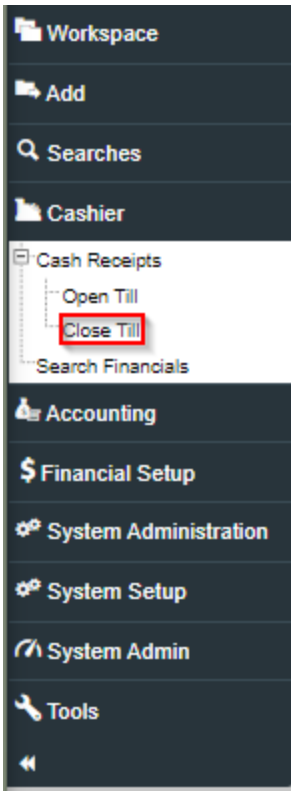 Workspace
Add
Searches
Cashier
Cash Receipts
Open Till
Close Till
Search Financials
Accounting
Financial Setup
System Administration
System Setup
System Admin
Tools